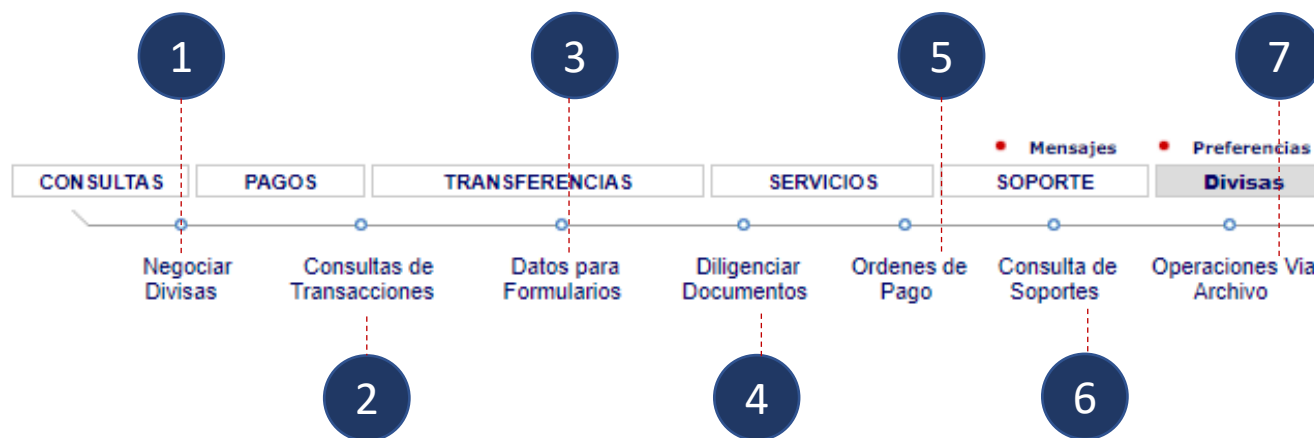 1 3 5 7
Mensajes Preferencias
CONSULTAS PAGOS TRANSFERENCIAS SERVICIOS SOPORTE Divisas
Negociar Consultas de Datos para Diligenciar Ordenes de Consulta de Operaciones Via
Divisas Transacciones Formularios Documentos Pago Soportes Archivo
2 4 6